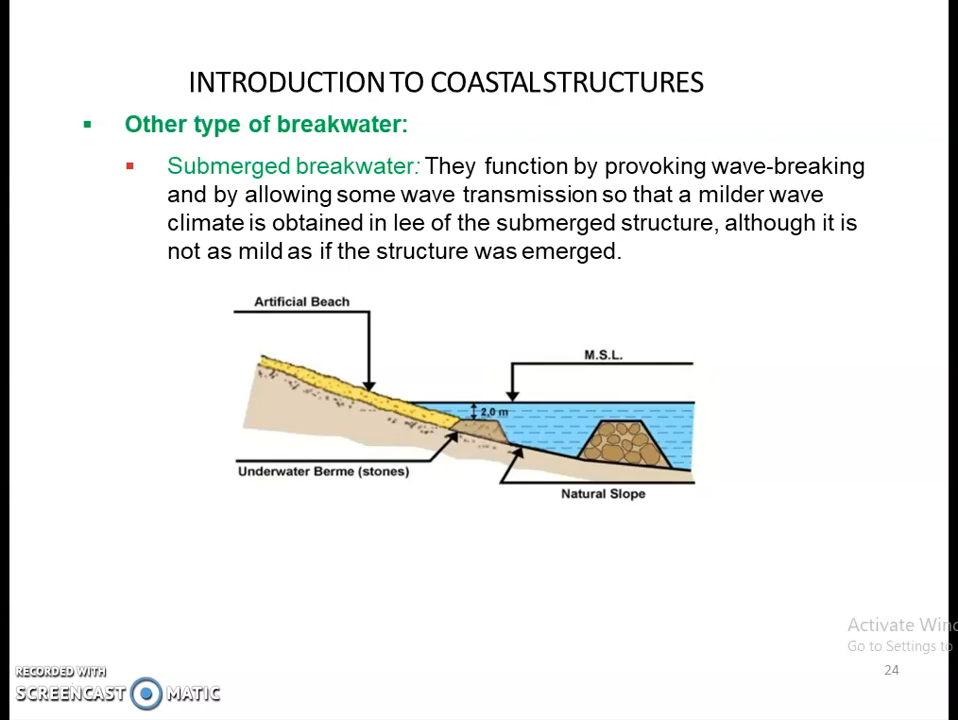 INTRODUCTION TO COASTAL STRUCTURES
Other type of breakwater:
Submerged breakwater: They function by provoking wave-breaking
and by allowing some wave transmission so that a milder wave
climate is obtained in lee of the submerged structure, although it is
not as mild as if the structure was emerged.
Artificial Beach
M.S.L.
2,0 m
Underwater Berme (stones)
Natural Slope
Activate Win
Go to Settings to
24
RECORDED WITH
SCREENCAST MATIC